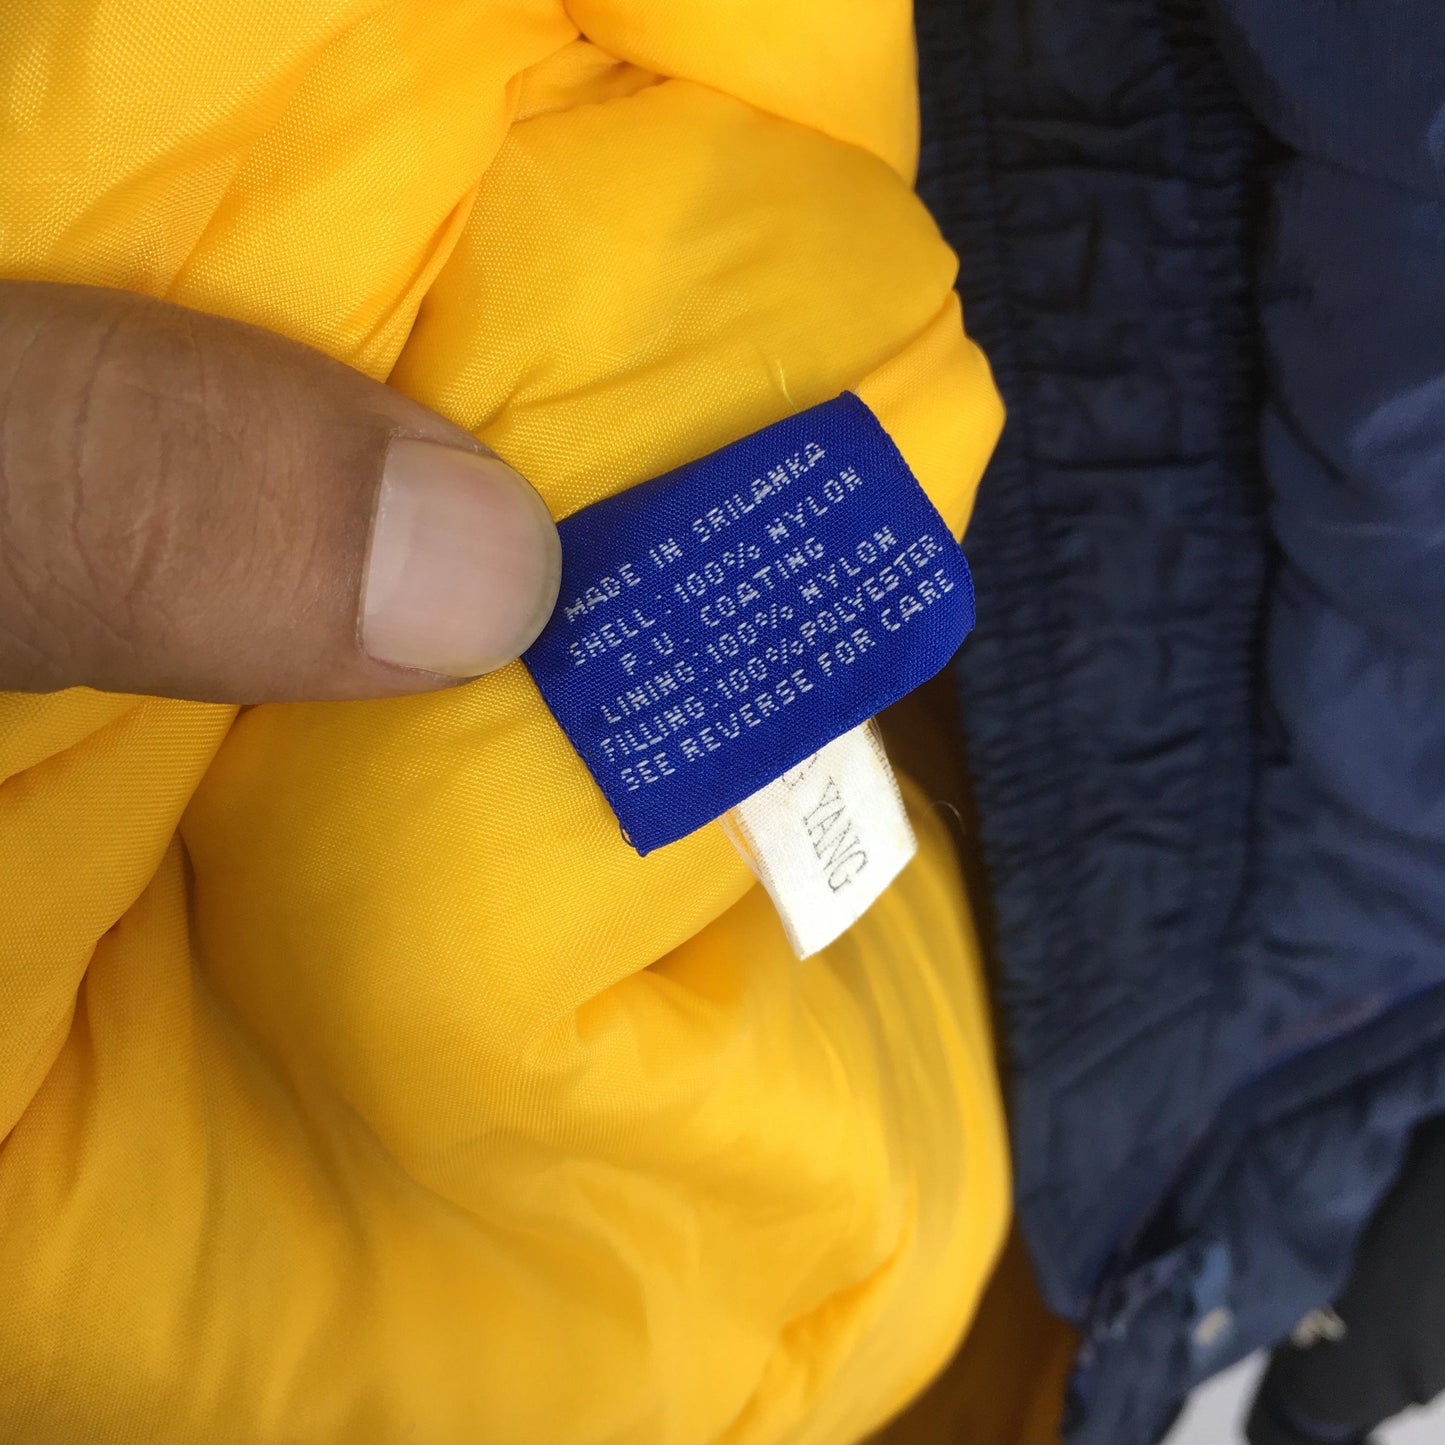 MADE IN SRILANKA
SHELL : 100% NYLON
P.U - COATING
LINING : 100% NYLON
FILLING : 100% POLYESTER
SEE REVERSE FOR CARE
YANG